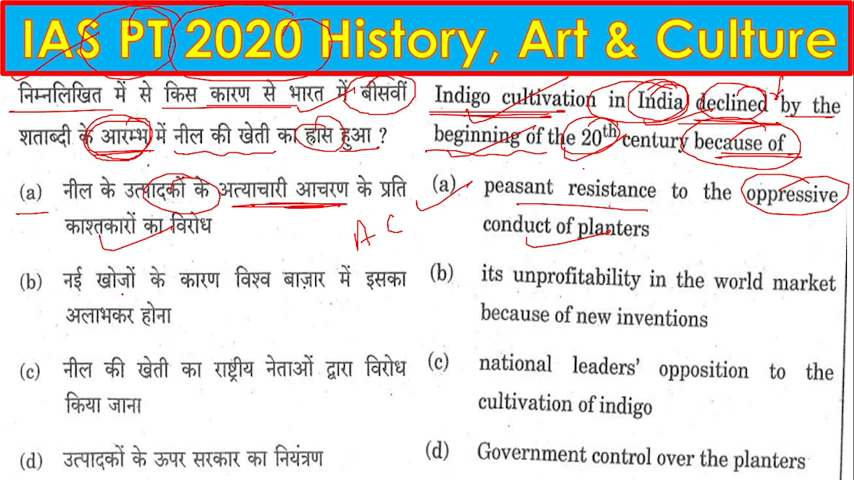 IAS PT 2020 History, Art & Culture
निम्नलिखित में से किस कारण से भारत में बीसवीं
शताब्दी के आरम्भ में नील की खेती का ह्रास हुआ ?
(a) नील के उत्पादकों के अत्याचारी आचरण के प्रति
काश्तकारों का विरोध
A C
(b) नई खोजों के कारण विश्व बाज़ार में इसका
अलाभकर होना
(c) नील की खेती का राष्ट्रीय नेताओं द्वारा विरोध
किया जाना
(d) उत्पादकों के ऊपर सरकार का नियंत्रण
Indigo cultivation in India declined by the
beginning of the 20th century because of
(a) peasant resistance to the oppressive
conduct of planters
(b) its unprofitability in the world market
because of new inventions
(c) national leaders' opposition to the
cultivation of indigo
(d) Government control over the planters